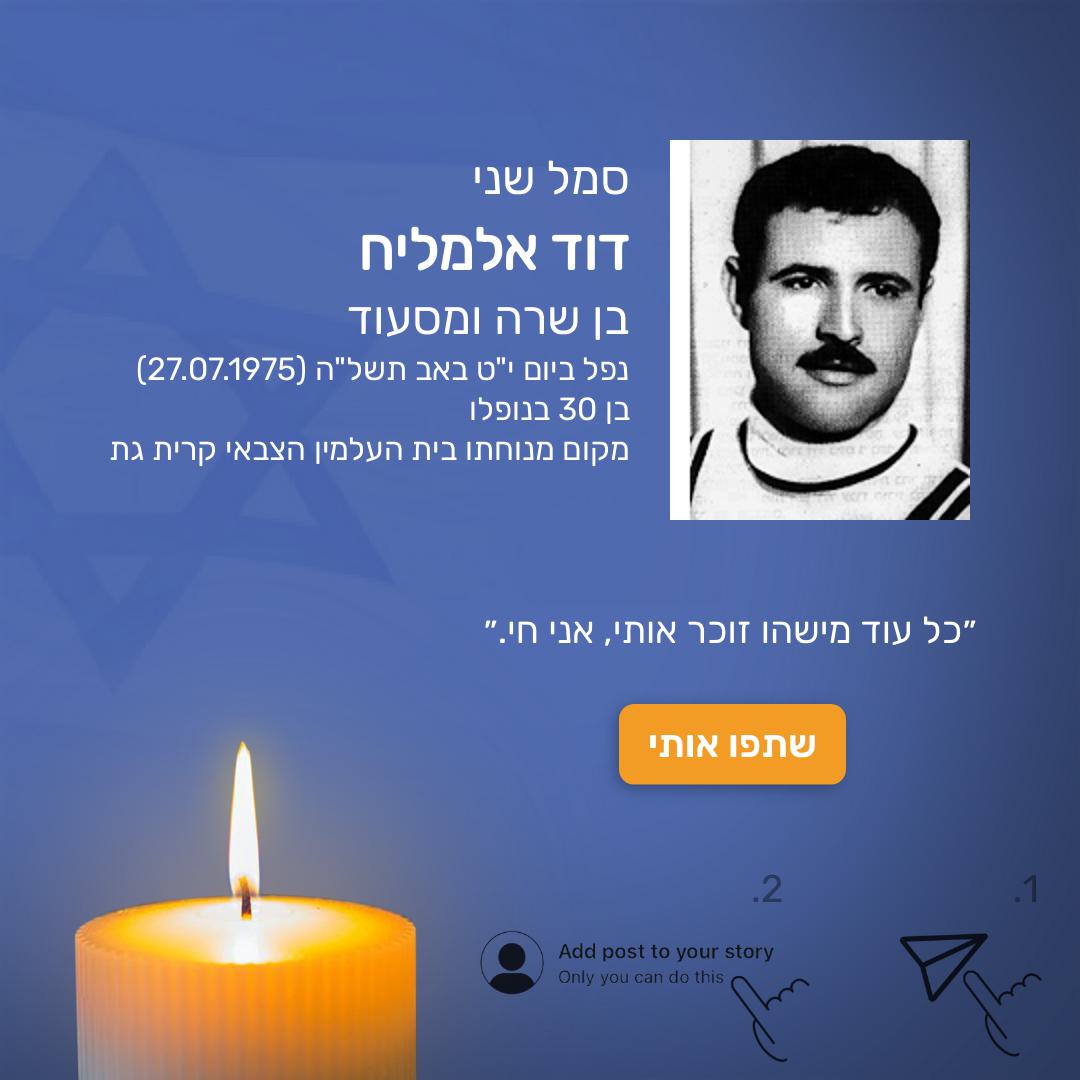 סמל שני
דוד אלמליח
בן שרה ומסעוד
נפל ביום י"ט באב תשל"ה (27.07.1975)
בן 30 בנופלו
מקום מנוחתו בית העלמין הצבאי קרית גת
״כל עוד מישהו זוכר אותי, אני חי.״
שתפו אותי
1.
2.
Add post to your story
Only you can do this